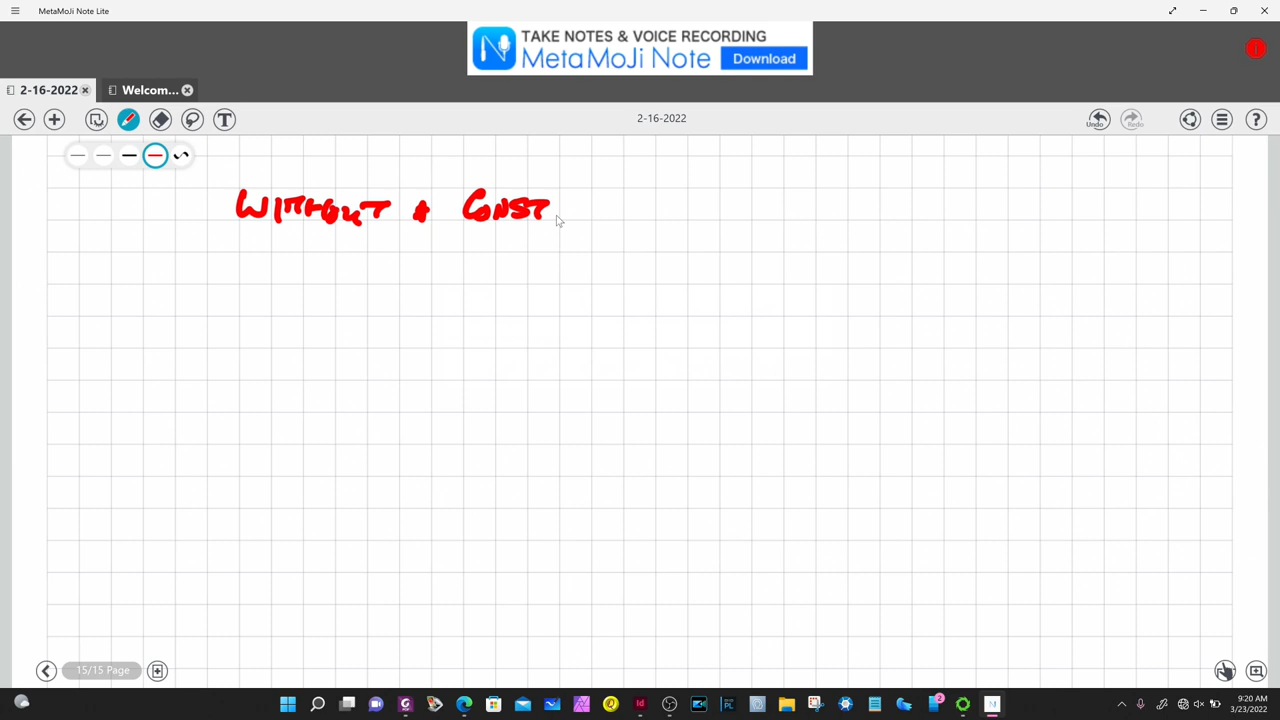 MetaMoJi Note Lite
TAKE NOTES & VOICE RECORDING
MetaMoJi Note Download
2-16-2022 Welcom...
T 2-16-2022 Undo Redo ?
WITHOUT A CONST
15/15 Page
9:20 AM
3/23/2022